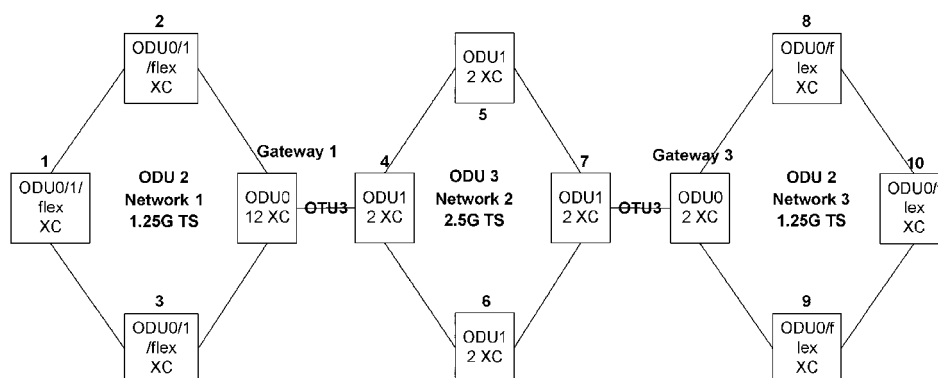 2
8
ODU0/1
/flex
XC
ODU1
2 XC
5
ODU0/f
lex
XC
1
Gateway 1
4
7
Gateway 3
10
ODU0/1/
flex
XC
ODU 2
Network 1
1.25G TS
ODU0
12 XC
OTU3
ODU1
2 XC
ODU 3
Network 2
2.5G TS
ODU1
2 XC
OTU3
ODU0
2 XC
ODU 2
Network 3
1.25G TS
ODU0/f
lex
XC
3
6
9
ODU0/1
/flex
XC
ODU1
2 XC
ODU0/f
lex
XC